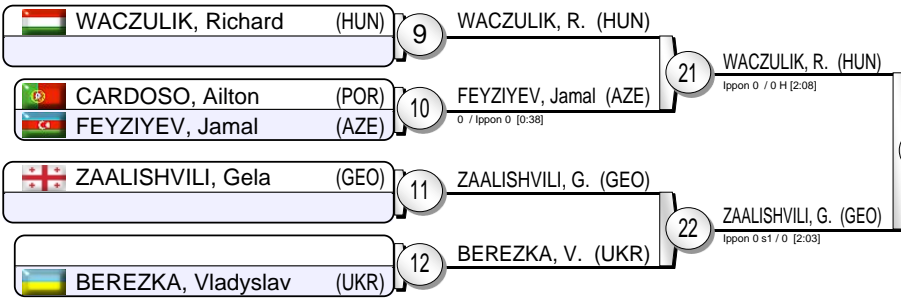 WACZULIK, Richard (HUN)
9
WACZULIK, R. (HUN)
CARDOSO, Ailton (POR)
FEYZIYEV, Jamal (AZE)
10
FEYZIYEV, Jamal (AZE)
0 / Ippon 0 [0:38]
21
WACZULIK, R. (HUN)
Ippon 0 / 0 H [2:08]
ZAALISHVILI, Gela (GEO)
11
ZAALISHVILI, G. (GEO)
BEREZKA, Vladyslav (UKR)
12
BEREZKA, V. (UKR)
22
ZAALISHVILI, G. (GEO)
Ippon 0 s1 / 0 [2:03]